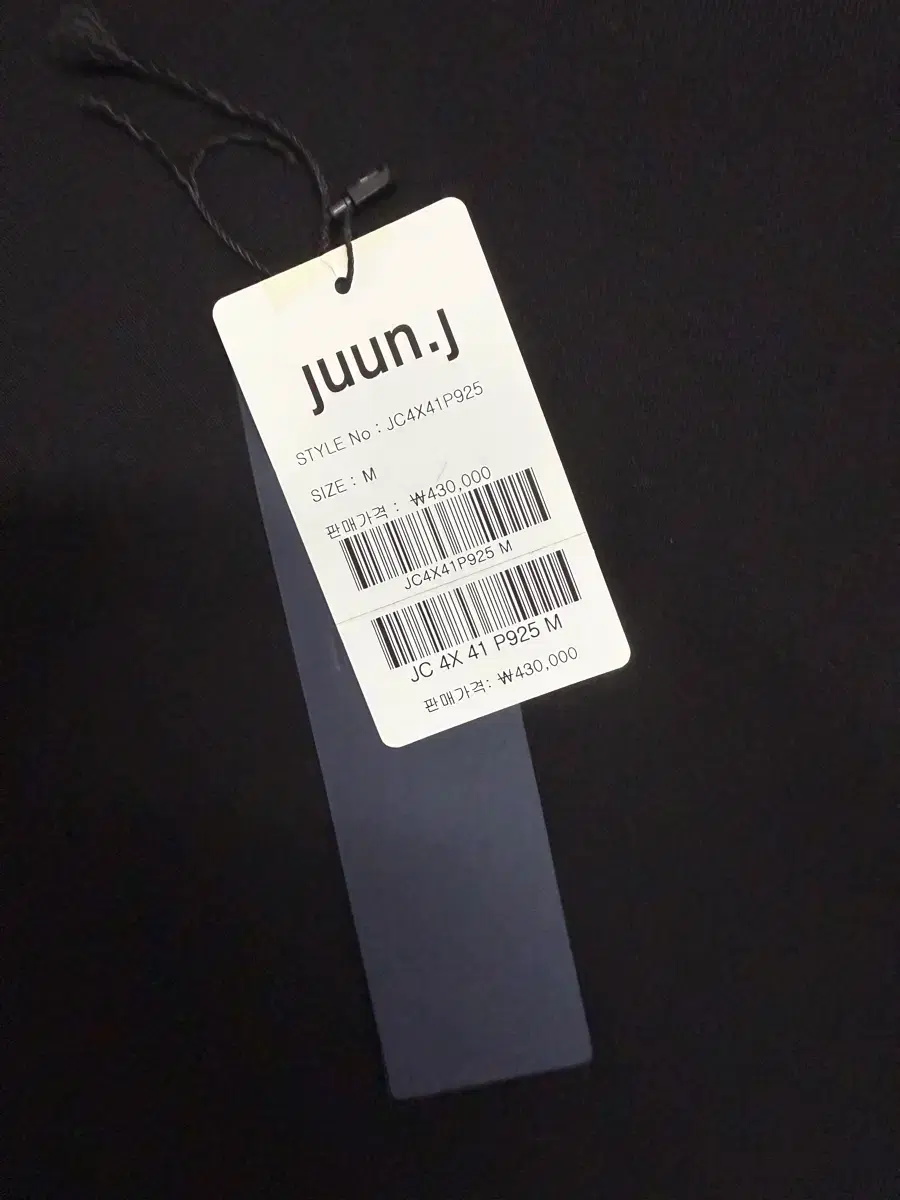 juun.j
STYLE No : JC4X41P925
SIZE : M
판매가격 : ₩430,000
JC4X41P925 M
JC 4X 41 P925 M
판매가격: ₩430,000